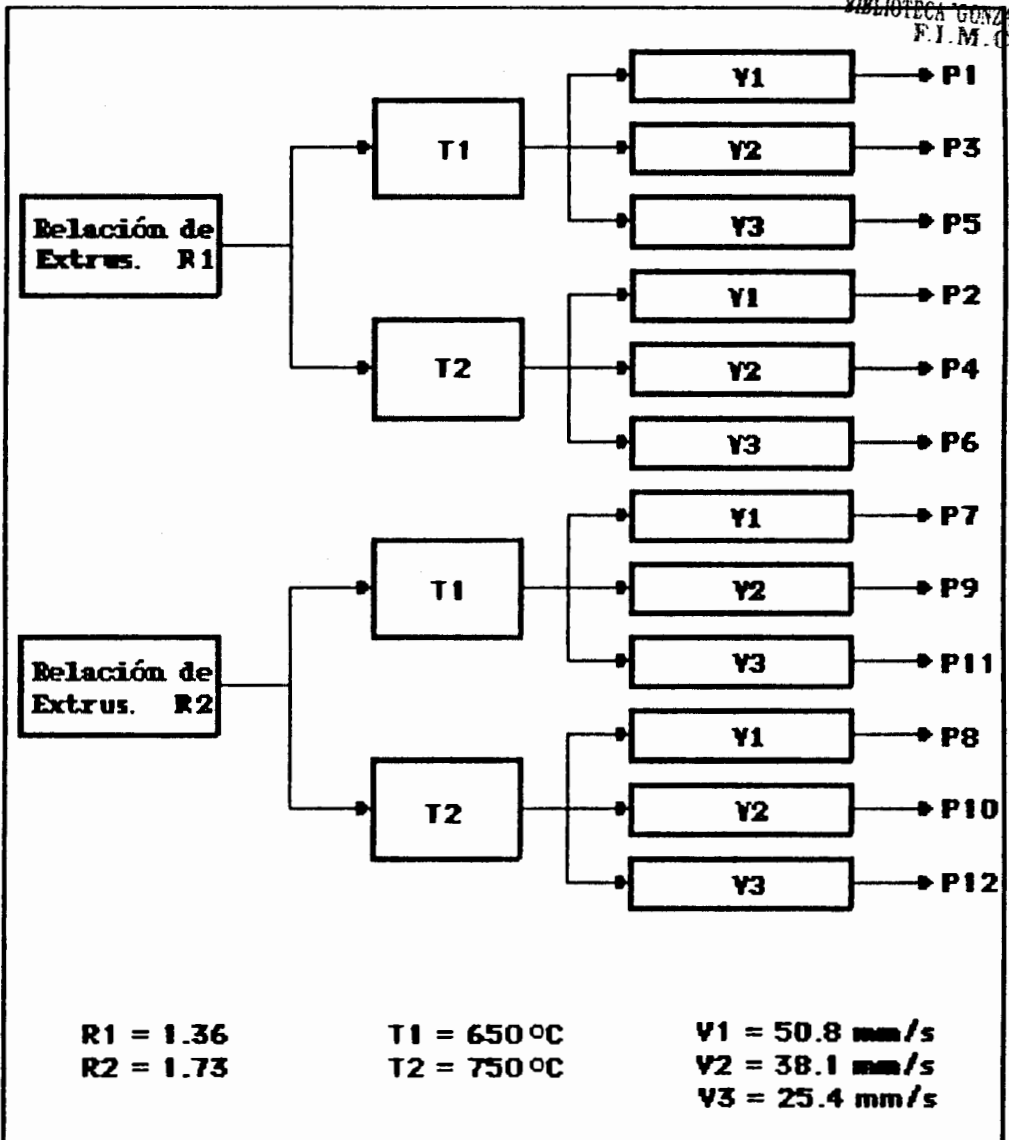 BIBLIOTECA GONZA
F.I.M.C
Relación de
Extrus. R1
T1
V1
P1
V2
P3
V3
P5
T2
V1
P2
V2
P4
V3
P6
Relación de
Extrus. R2
T1
V1
P7
V2
P9
V3
P11
T2
V1
P8
V2
P10
V3
P12
R1 = 1.36
R2 = 1.73
T1 = 650 ºC
T2 = 750 ºC
V1 = 50.8 mm/s
V2 = 38.1 mm/s
V3 = 25.4 mm/s